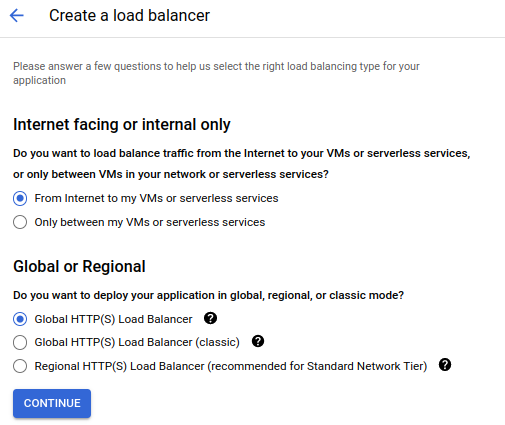 Create a load balancer
Please answer a few questions to help us select the right load balancing type for your
application
Internet facing or internal only
Do you want to load balance traffic from the Internet to your VMs or serverless services,
or only between VMs in your network or serverless services?
From Internet to my VMs or serverless services
Only between my VMs or serverless services
Global or Regional
Do you want to deploy your application in global, regional, or classic mode?
Global HTTP(S) Load Balancer ?
Global HTTP(S) Load Balancer (classic) ?
Regional HTTP(S) Load Balancer (recommended for Standard Network Tier) ?
CONTINUE